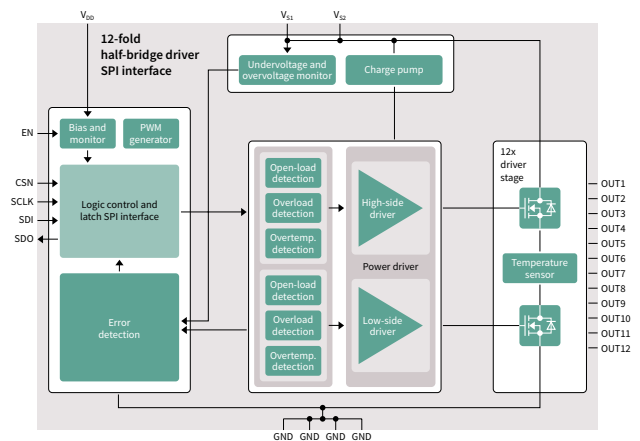 VDD
VS1
VS2
12-fold
half-bridge driver
SPI interface
Undervoltage and
overvoltage monitor
Charge pump
EN
Bias and
monitor
PWM
generator
CSN
SCLK
SDI
SDO
Logic control and
latch SPI interface
Error
detection
Open-load
detection
Overload
detection
Overtemp.
detection
Open-load
detection
Overload
detection
Overtemp.
detection
High-side
driver
Power driver
Low-side
driver
12x
driver
stage
Temperature
sensor
OUT1
OUT2
OUT3
OUT4
OUT5
OUT6
OUT7
OUT8
OUT9
OUT10
OUT11
OUT12
GND GND GND GND